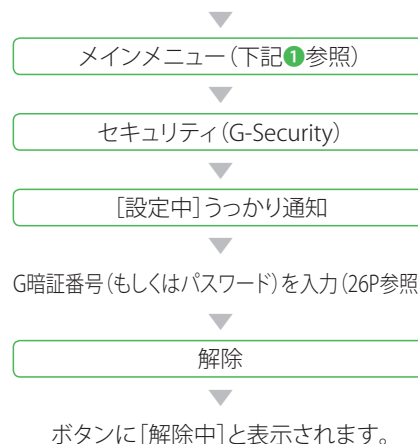 メインメニュー（下記❶参照）
セキュリティ（G-Security）
［設定中］うっかり通知
G暗証番号（もしくはパスワード）を入力（26P参照
解除
ボタンに［解除中］と表示されます。